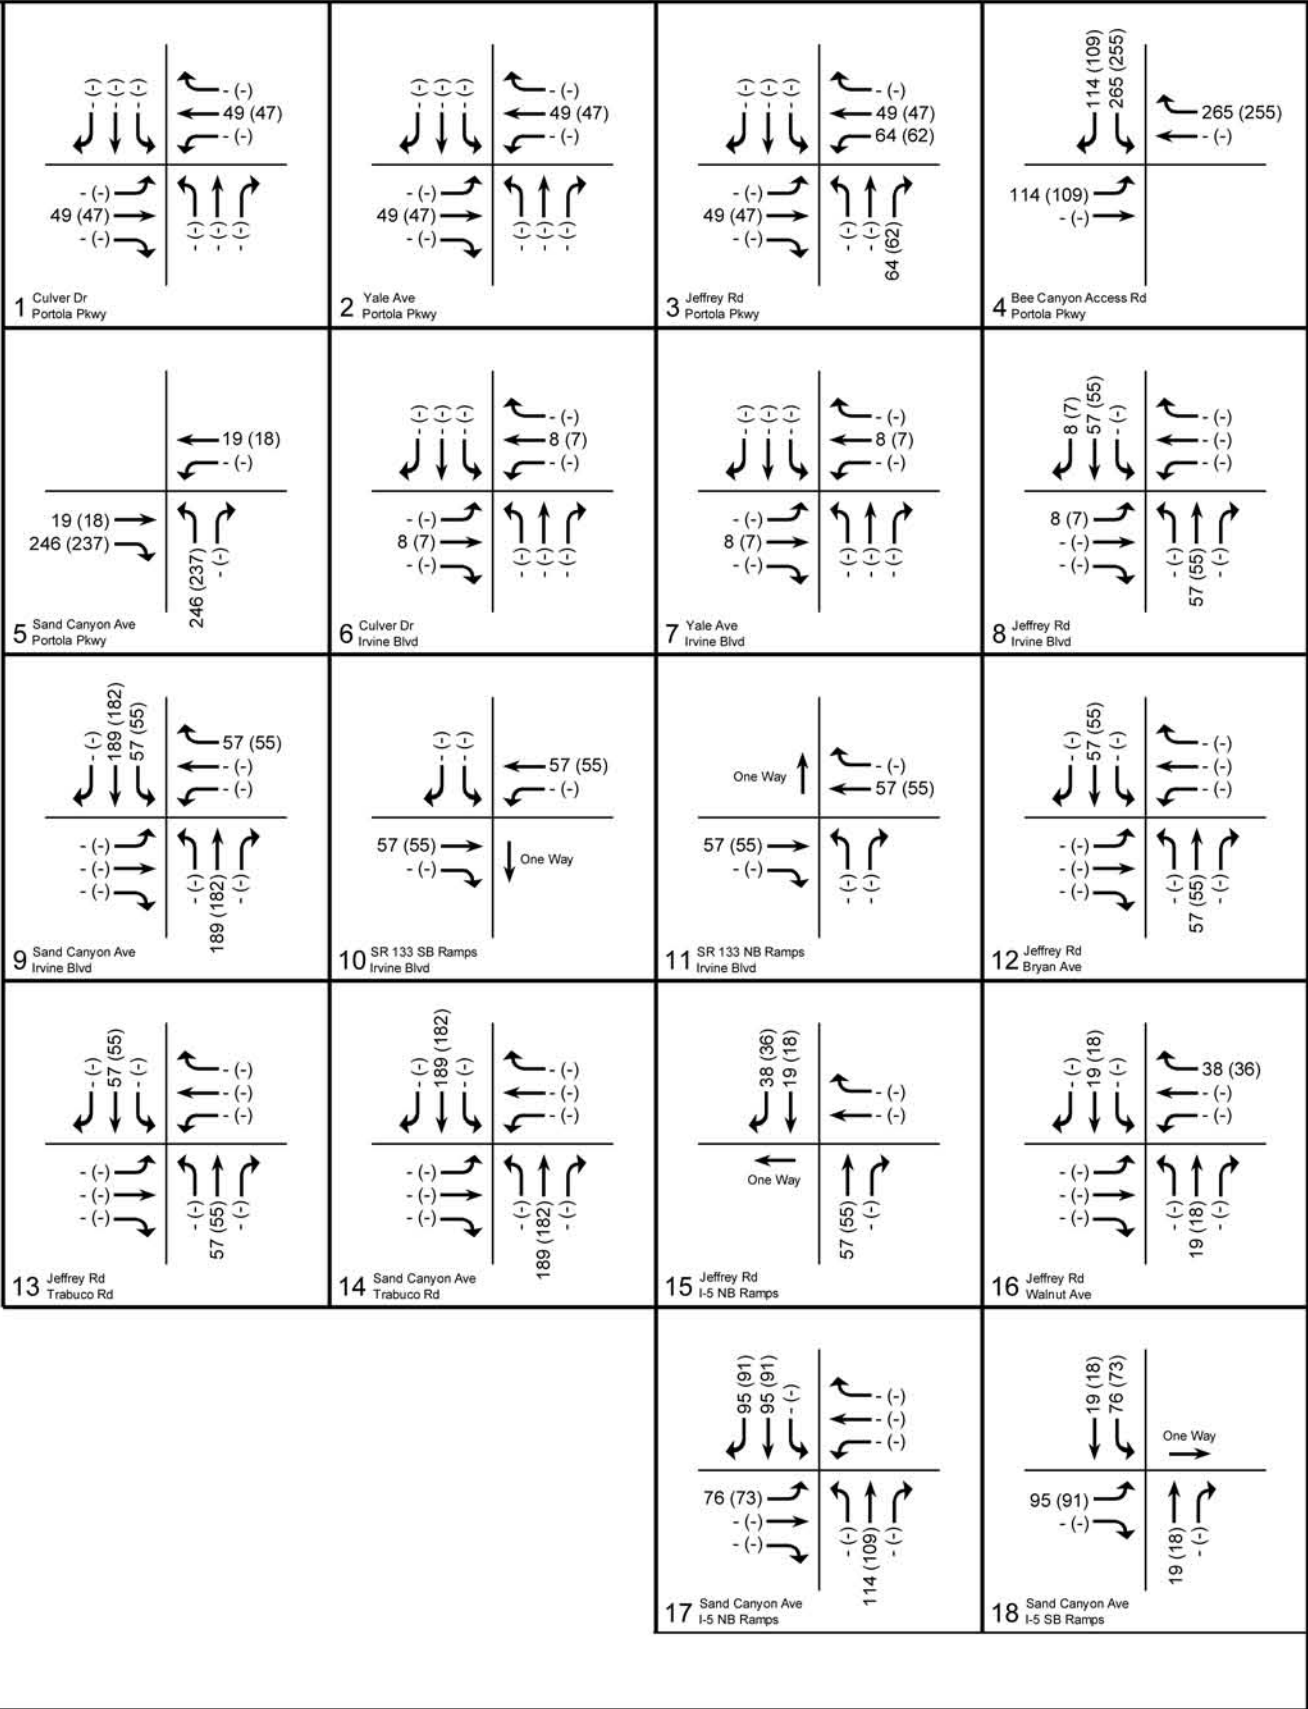 - (-) - (-) - (-)
- (-)
49 (47)
- (-)
- (-)
49 (47)
- (-)
- (-) - (-) - (-)
1 Culver Dr
Portola Pkwy
- (-) - (-) - (-)
- (-)
49 (47)
- (-)
- (-)
49 (47)
- (-)
- (-) - (-) - (-)
2 Yale Ave
Portola Pkwy
- (-) - (-) - (-)
- (-)
49 (47)
64 (62)
- (-)
49 (47)
- (-)
- (-) - (-) 64 (62)
3 Jeffrey Rd
Portola Pkwy
114 (109) 265 (255)
265 (255)
- (-)
114 (109)
- (-)
4 Bee Canyon Access Rd
Portola Pkwy
19 (18)
- (-)
19 (18)
246 (237)
246 (237) - (-)
5 Sand Canyon Ave
Portola Pkwy
- (-) - (-) - (-)
- (-)
8 (7)
- (-)
- (-)
8 (7)
- (-)
- (-) - (-) - (-)
6 Culver Dr
Irvine Blvd
- (-) - (-) - (-)
- (-)
8 (7)
- (-)
- (-)
8 (7)
- (-)
- (-) - (-) - (-)
7 Yale Ave
Irvine Blvd
8 (7) 57 (55) - (-)
- (-)
- (-)
- (-)
8 (7)
- (-)
- (-)
- (-) 57 (55) - (-)
8 Jeffrey Rd
Irvine Blvd
- (-) 189 (182) 57 (55)
57 (55)
- (-)
- (-)
- (-)
- (-)
- (-)
- (-) 189 (182) - (-)
9 Sand Canyon Ave
Irvine Blvd
- (-) - (-)
57 (55)
- (-)
57 (55)
- (-)
One Way
10 SR 133 SB Ramps
Irvine Blvd
One Way
- (-)
57 (55)
57 (55)
- (-)
- (-) - (-)
11 SR 133 NB Ramps
Irvine Blvd
- (-) 57 (55) - (-)
- (-)
- (-)
- (-)
- (-)
- (-)
- (-)
- (-) 57 (55) - (-)
12 Jeffrey Rd
Bryan Ave
- (-) 57 (55) - (-)
- (-)
- (-)
- (-)
- (-)
- (-)
- (-)
- (-) 57 (55) - (-)
13 Jeffrey Rd
Trabuco Rd
- (-) 189 (182) - (-)
- (-)
- (-)
- (-)
- (-)
- (-)
- (-)
- (-) 189 (182) - (-)
14 Sand Canyon Ave
Trabuco Rd
38 (36) 19 (18)
- (-)
- (-)
One Way
57 (55) - (-)
15 Jeffrey Rd
I-5 NB Ramps
- (-) 19 (18) - (-)
38 (36)
- (-)
- (-)
- (-)
- (-)
- (-)
- (-) 19 (18) - (-)
16 Jeffrey Rd
Walnut Ave
95 (91) 95 (91) - (-)
- (-)
- (-)
- (-)
76 (73)
- (-)
- (-)
- (-) 114 (109) - (-)
17 Sand Canyon Ave
I-5 NB Ramps
19 (18) 76 (73)
One Way
95 (91)
- (-)
19 (18) - (-)
18 Sand Canyon Ave
I-5 SB Ramps